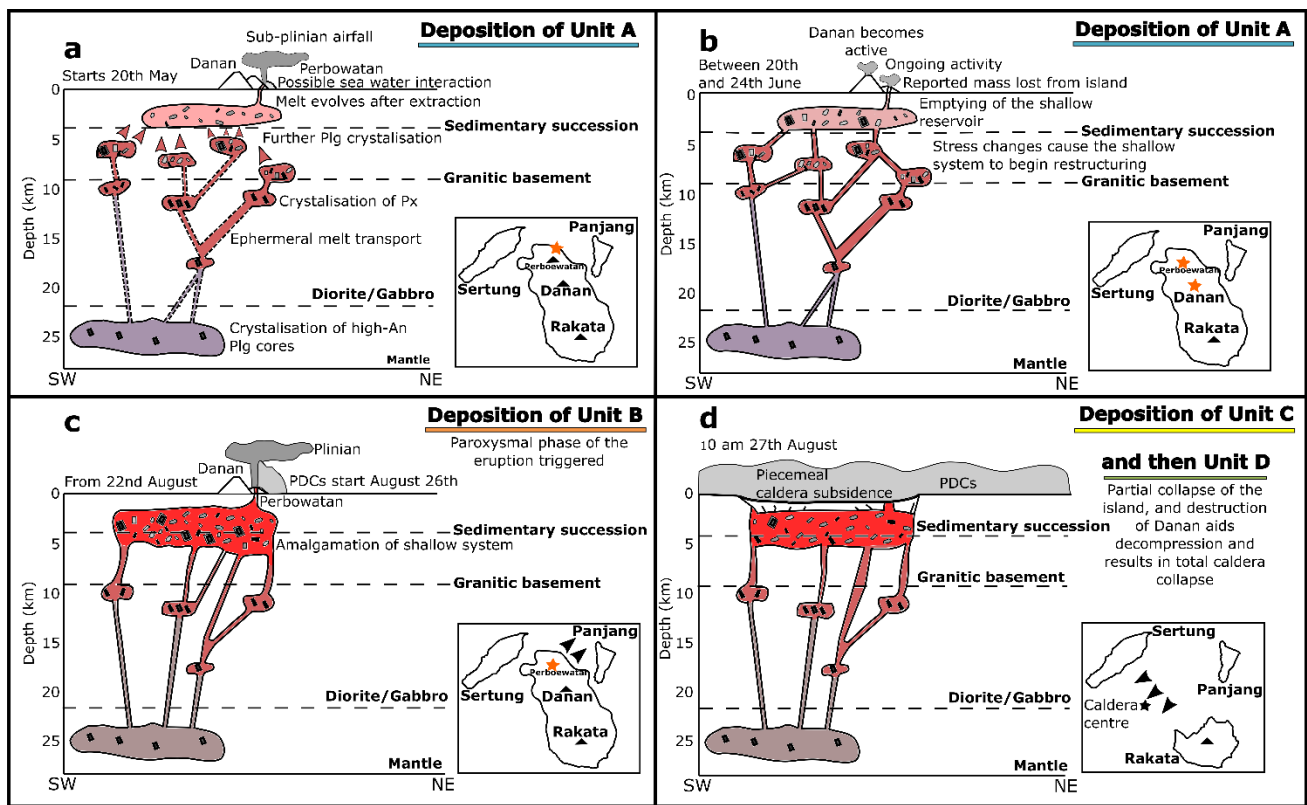 a
Deposition of Unit A
Sub-plinian airfall
Danan
Perbowatan
Starts 20th May
Possible sea water interaction
Melt evolves after extraction
Sedimentary succession
Further Plg crystalisation
Granitic basement
Crystalisation of Px
Ephemeral melt transport
Diorite/Gabbro
Crystalisation of high-An
Plg cores
Mantle
0
5
10
15
20
25
Depth (km)
SW
NE
Panjang
Perboewatan
Sertung
Danan
Rakata
b
Deposition of Unit A
Danan becomes
active
Ongoing activity
Between 20th
and 24th June
Reported mass lost from island
Emptying of the shallow
reservoir
Sedimentary succession
Stress changes cause the shallow
system to begin restructuring
Granitic basement
Diorite/Gabbro
Mantle
0
5
10
15
20
25
Depth (km)
SW
NE
Panjang
Perboewatan
Sertung
Danan
Rakata
c
Deposition of Unit B
Paroxysmal phase of the
eruption triggered
Plinian
Danan
From 22nd August
PDCs start August 26th
Perbowatan
Sedimentary succession
Amalgamation of shallow system
Granitic basement
Diorite/Gabbro
Mantle
0
5
10
15
20
25
Depth (km)
SW
NE
Panjang
Perboewatan
Sertung
Danan
Rakata
d
Deposition of Unit C
and then Unit D
Partial collapse of the
island, and destruction
of Danan aids
decompression and
results in total caldera
collapse
10 am 27th August
Piecemeal
caldera subsidence
PDCs
Sedimentary succession
Granitic basement
Diorite/Gabbro
Mantle
0
5
10
15
20
25
Depth (km)
SW
NE
Sertung
Panjang
Caldera
centre
Rakata